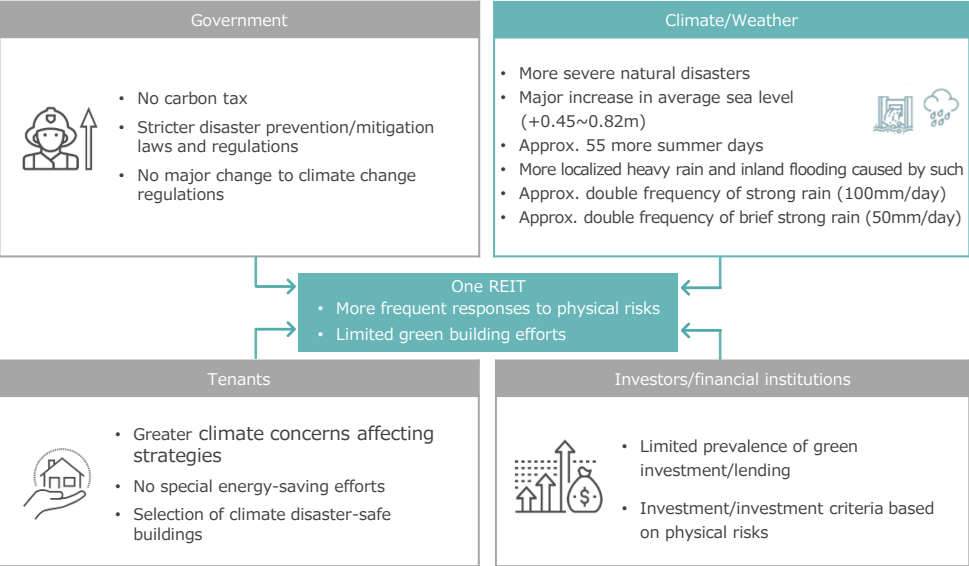 Government
• No carbon tax
• Stricter disaster prevention/mitigation
laws and regulations
• No major change to climate change
regulations
Climate/Weather
• More severe natural disasters
• Major increase in average sea level
(+0.45~0.82m)
• Approx. 55 more summer days
• More localized heavy rain and inland flooding caused by such
• Approx. double frequency of strong rain (100mm/day)
• Approx. double frequency of brief strong rain (50mm/day)
One REIT
• More frequent responses to physical risks
• Limited green building efforts
Tenants
• Greater climate concerns affecting
strategies
• No special energy-saving efforts
• Selection of climate disaster-safe
buildings
Investors/financial institutions
$
• Limited prevalence of green
investment/lending
• Investment/investment criteria based
on physical risks